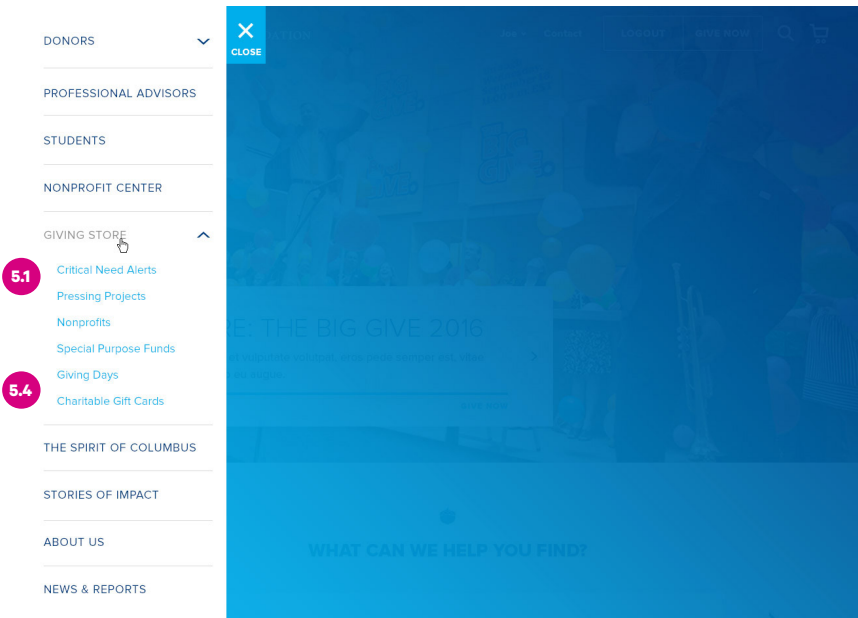 DONORS
CLOSE
Contact
LOGOUT
GIVE NOW
PROFESSIONAL ADVISORS
STUDENTS
NONPROFIT CENTER
GIVING STORE
5.1
Critical Need Alerts
Pressing Projects
Nonprofits
Special Purpose Funds
Giving Days
5.4
Charitable Gift Cards
RE: THE BIG GIVE 2016
THE SPIRIT OF COLUMBUS
STORIES OF IMPACT
ABOUT US
NEWS & REPORTS
WHAT CAN WE HELP YOU FIND?